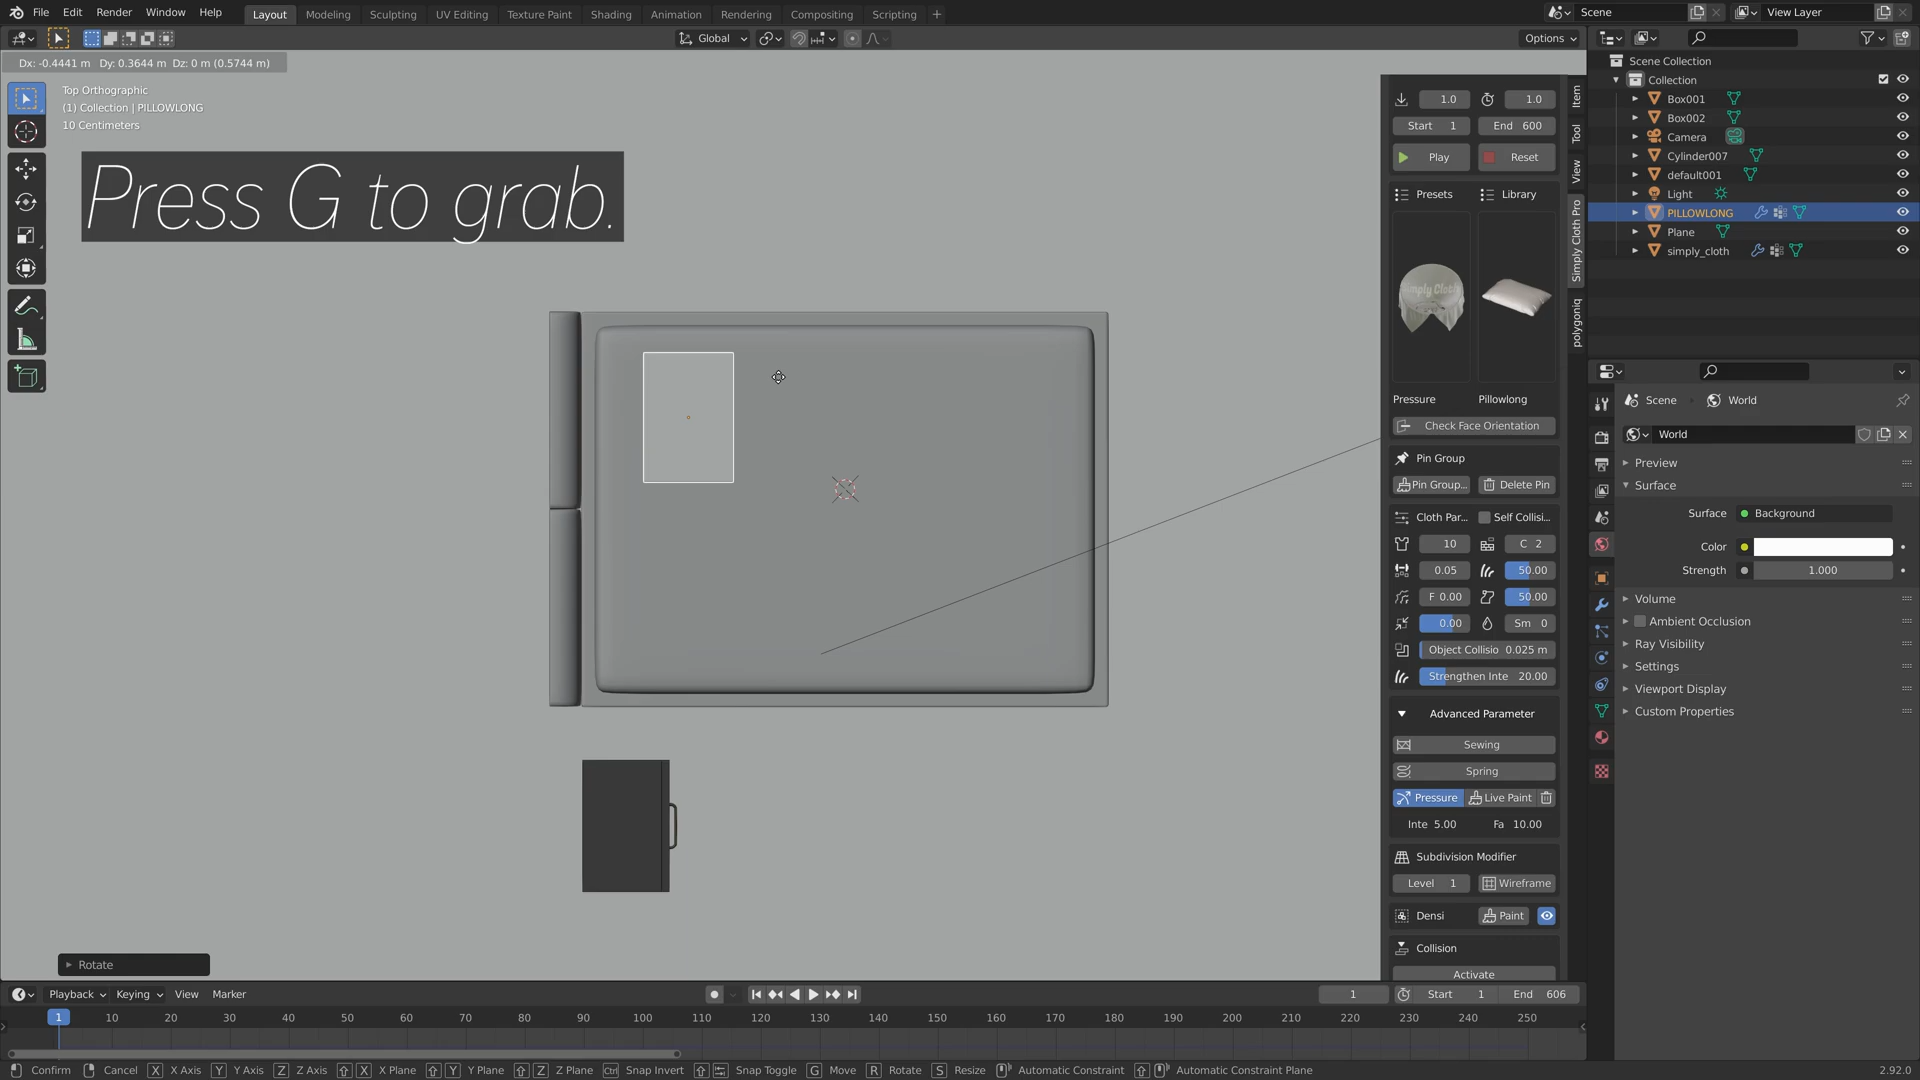 File Edit Render Window Help
Layout Modeling Sculpting UV Editing Texture Paint Shading Animation Rendering Compositing Scripting +
Scene
View Layer
Global
Options
Dx: -0.4441 m Dy: 0.3644 m Dz: 0 m (0.5744 m)
Top Orthographic
(1) Collection | PILLOWLONG
10 Centimeters
Press G to grab.
Rotate
1.0 1.0
Start 1 End 600
Play Reset
Presets Library
Simply Cloth
Pressure Pillowlong
Check Face Orientation
Pin Group
Pin Group... Delete Pin
Cloth Par... Self Collisi...
10 C 2
0.05 50.00
F 0.00 50.00
0.00 Sm 0
Object Collisio 0.025 m
Strengthen Inte 20.00
Advanced Parameter
Sewing
Spring
Pressure Live Paint
Inte 5.00 Fa 10.00
Subdivision Modifier
Level 1 Wireframe
Densi Paint
Collision
Activate
Item
Tool
View
Simply Cloth Pro
polygoniq
Scene Collection
Collection
Box001
Box002
Camera
Cylinder007
default001
Light
PILLOWLONG
Plane
simply_cloth
Scene World
World
Preview
Surface
Surface Background
Color
Strength 1.000
Volume
Ambient Occlusion
Ray Visibility
Settings
Viewport Display
Custom Properties
Playback Keying View Marker
1 Start 1 End 606
1 10 20 30 40 50 60 70 80 90 100 110 120 130 140 150 160 170 180 190 200 210 220 230 240 250
Confirm Cancel X X Axis Y Y Axis Z Z Axis X X Plane Y Y Plane Z Z Plane Ctrl Snap Invert Snap Toggle G Move R Rotate S Resize Automatic Constraint Automatic Constraint Plane 2.92.0